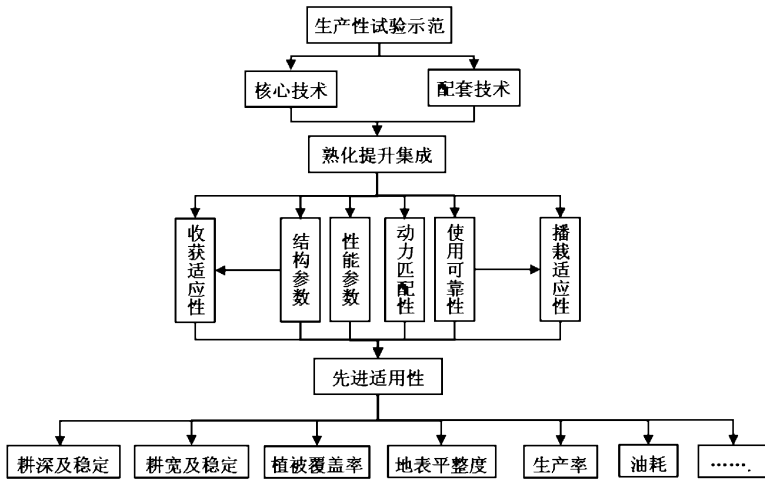 生产性试验示范
核心技术
配套技术
熟化提升集成
收获适应性
结构参数
性能参数
动力匹配性
使用可靠性
播栽适应性
先进适用性
耕深及稳定
耕宽及稳定
植被覆盖率
地表平整度
生产率
油耗
…….